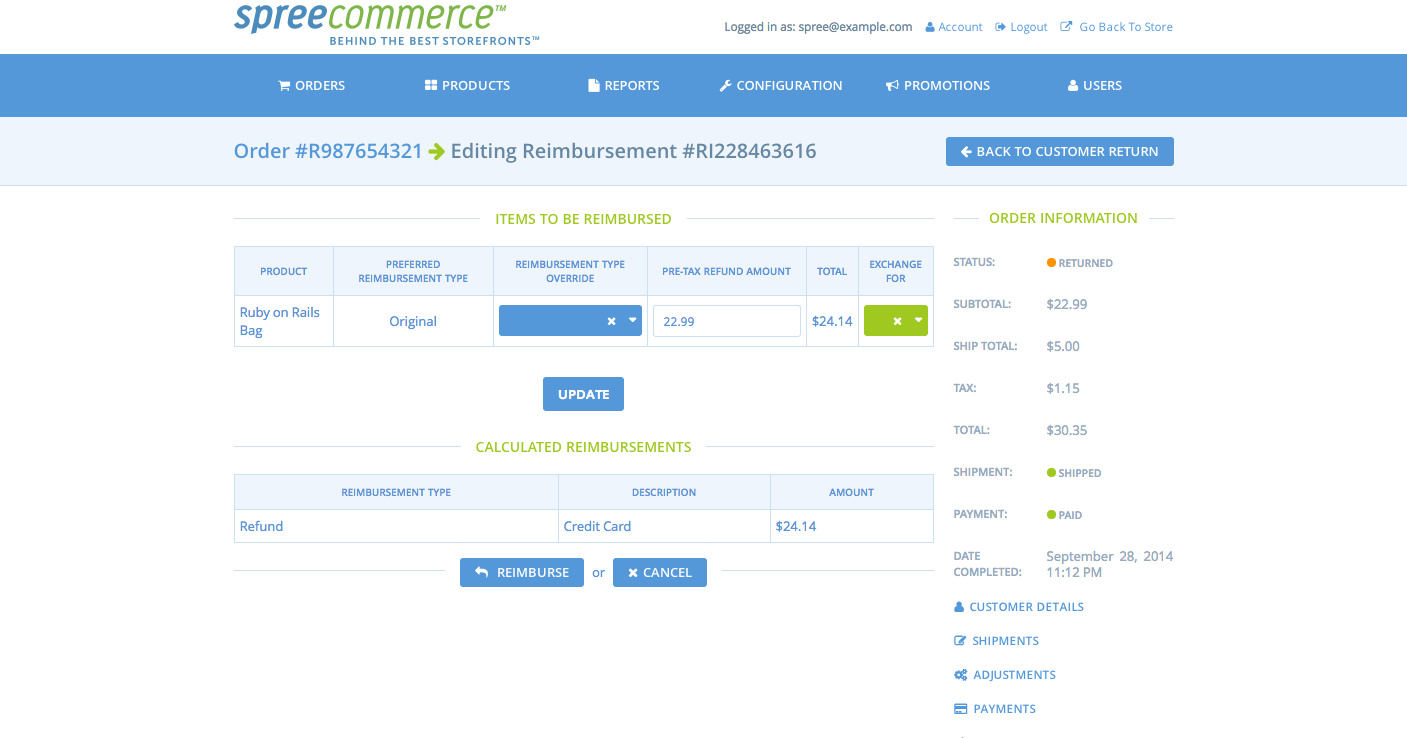 spreecommerce™
BEHIND THE BEST STOREFRONTS™
Logged in as: spree@example.com Account Logout Go Back To Store
ORDERS PRODUCTS REPORTS CONFIGURATION PROMOTIONS USERS
Order #R987654321 Editing Reimbursement #RI228463616
BACK TO CUSTOMER RETURN
ITEMS TO BE REIMBURSED
PRODUCT
PREFERRED
REIMBURSEMENT TYPE
REIMBURSEMENT TYPE
OVERRIDE
PRE-TAX REFUND AMOUNT
TOTAL
EXCHANGE
FOR
Ruby on Rails
Bag
Original
22.99
$24.14
UPDATE
CALCULATED REIMBURSEMENTS
REIMBURSEMENT TYPE DESCRIPTION AMOUNT
Refund Credit Card $24.14
REIMBURSE or CANCEL
ORDER INFORMATION
STATUS: RETURNED
SUBTOTAL: $22.99
SHIP TOTAL: $5.00
TAX: $1.15
TOTAL: $30.35
SHIPMENT: SHIPPED
PAYMENT: PAID
DATE
COMPLETED:
September 28, 2014
11:12 PM
CUSTOMER DETAILS
SHIPMENTS
ADJUSTMENTS
PAYMENTS